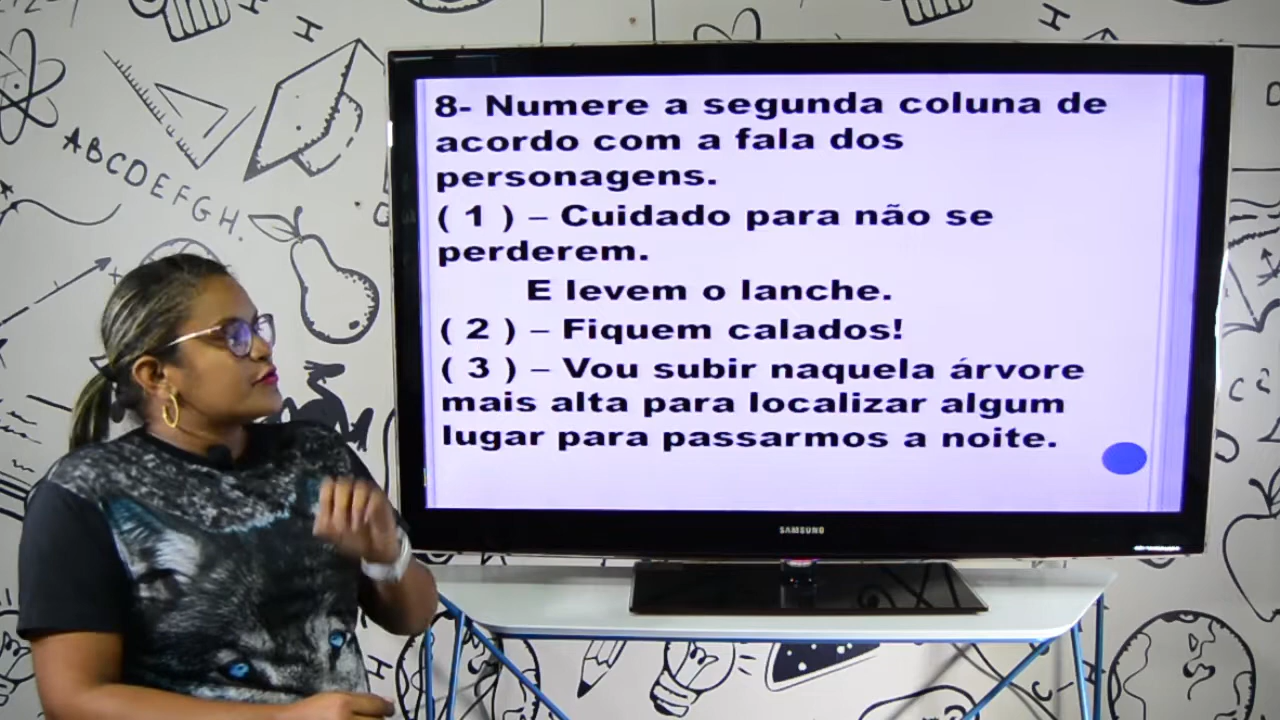 8- Numere a segunda coluna de
acordo com a fala dos
personagens.
( 1 ) – Cuidado para não se
perderem.
E levem o lanche.
( 2 ) – Fiquem calados!
( 3 ) – Vou subir naquela árvore
mais alta para localizar algum
lugar para passarmos a noite.
SAMSUNG
ABCDEFGH.